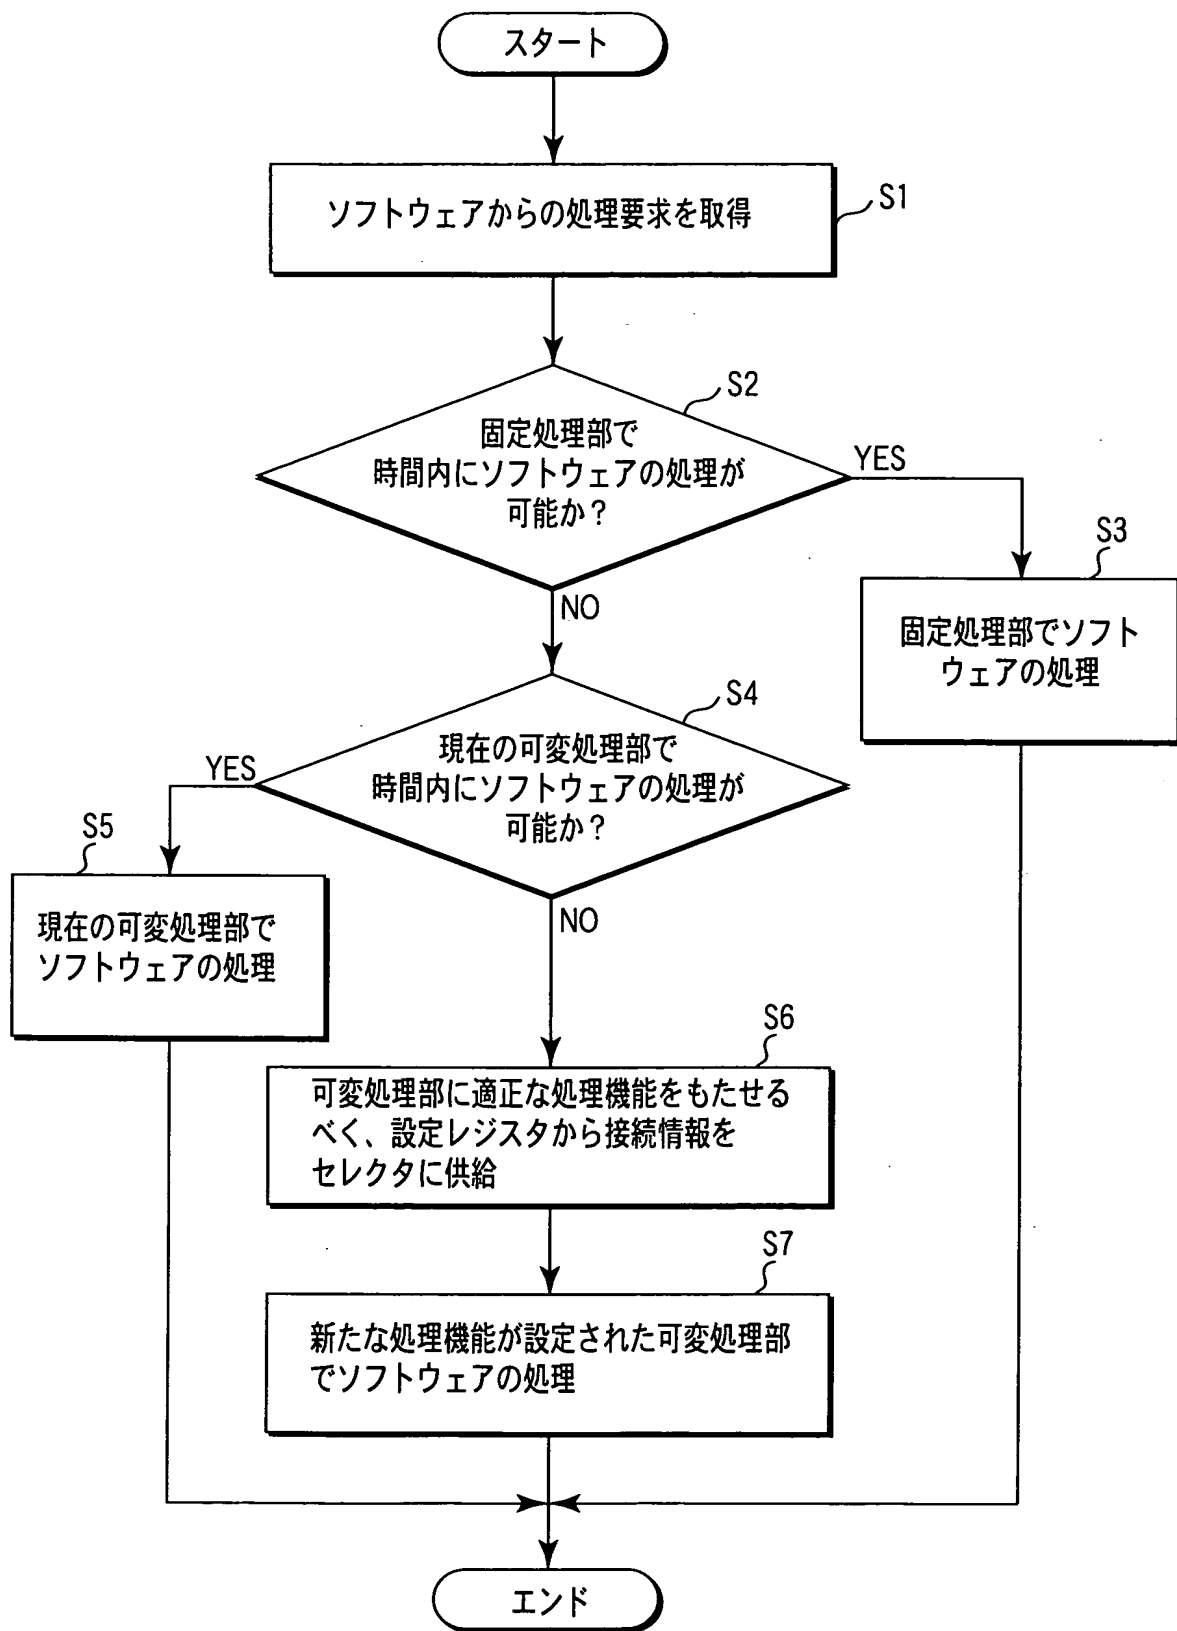 スタート
ソフトウェアからの処理要求を取得
S1
S2
固定処理部で
時間内にソフトウェアの処理が
可能か?
YES
NO
S3
固定処理部でソフト
ウェアの処理
S4
現在の可変処理部で
時間内にソフトウェアの処理が
可能か?
YES
NO
S5
現在の可変処理部で
ソフトウェアの処理
S6
可変処理部に適正な処理機能をもたせる
べく、設定レジスタから接続情報を
セレクタに供給
S7
新たな処理機能が設定された可変処理部
でソフトウェアの処理
エンド